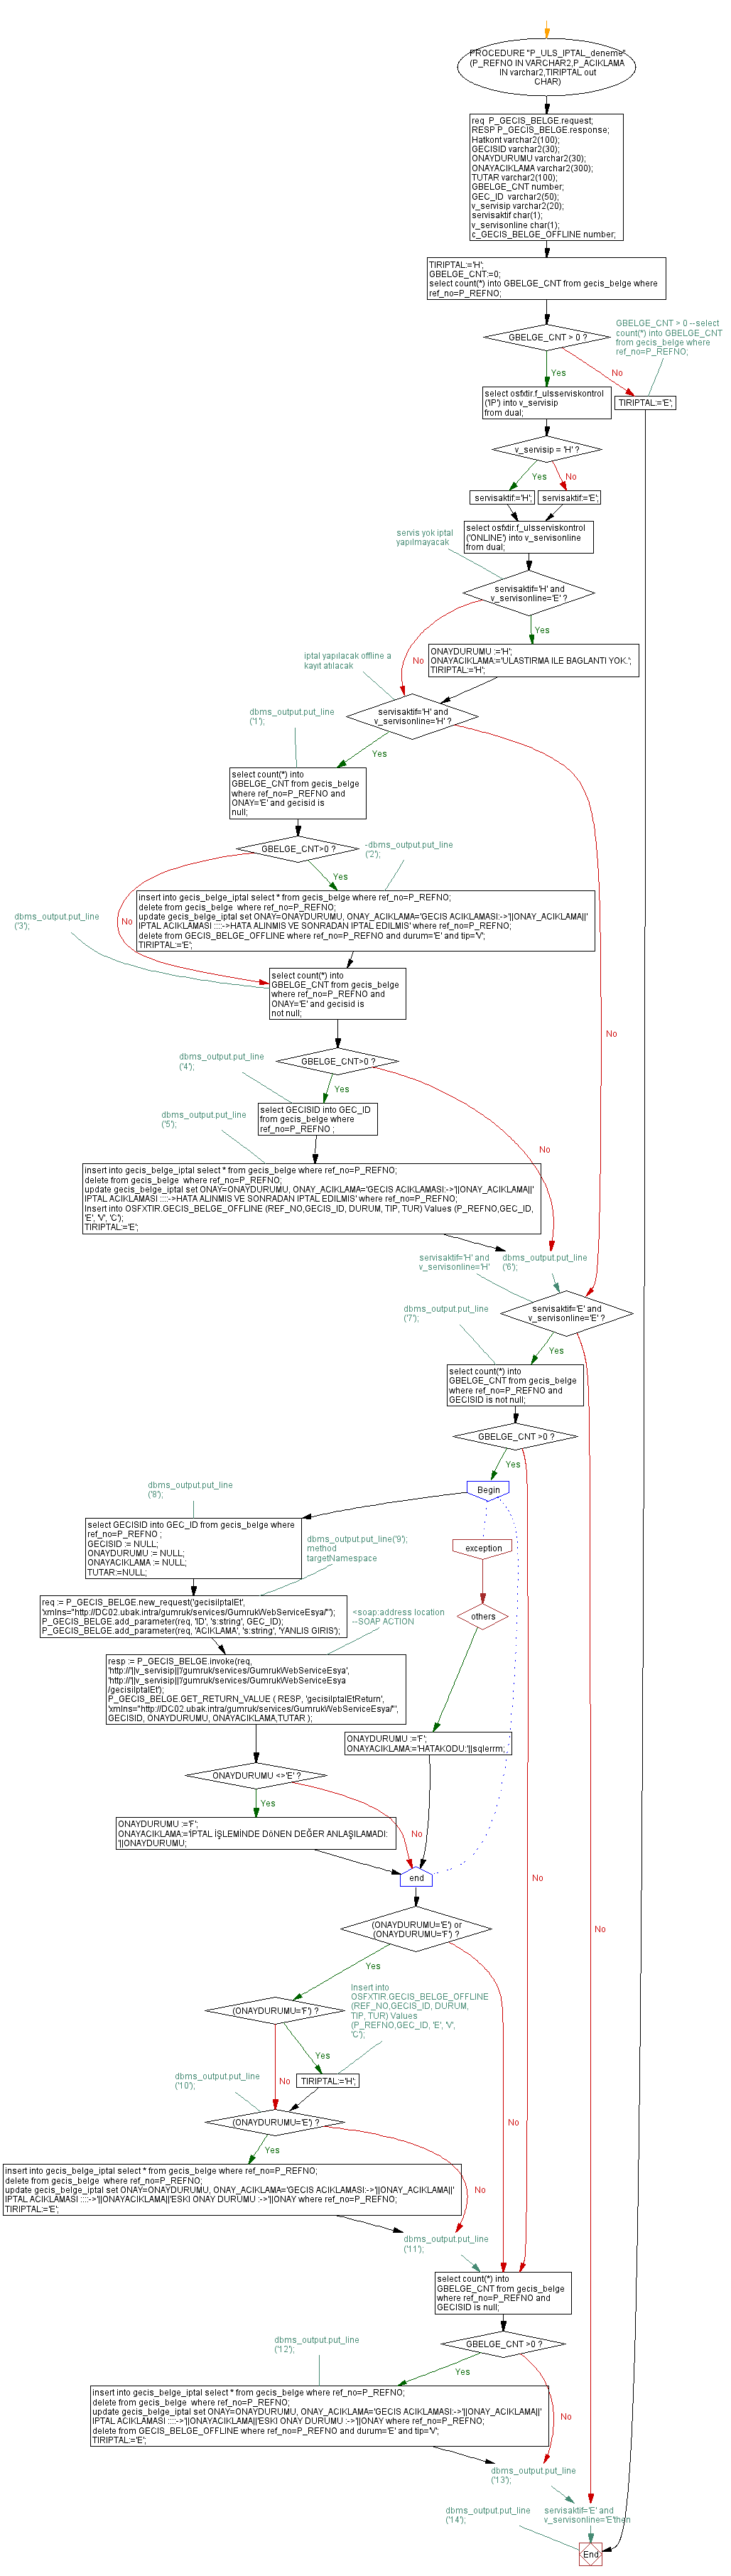 PROCEDURE "P_ULS_IPTAL_deneme"
(P_REFNO IN VARCHAR2,P_ACIKLAMA
IN varchar2,TIRIPTAL out
CHAR)
req  P_GECIS_BELGE.request;
RESP P_GECIS_BELGE.response;
Hatkont varchar2(100);
GECISID varchar2(30);
ONAYDURUMU varchar2(30);
ONAYACIKLAMA varchar2(300);
TUTAR varchar2(100);
GBELGE_CNT number;
GEC_ID  varchar2(50);
v_servisip varchar2(20);
servisaktif char(1);
v_servisonline char(1);
c_GECIS_BELGE_OFFLINE number;
TIRIPTAL:='H';
GBELGE_CNT:=0;
select count(*) into GBELGE_CNT from gecis_belge where
ref_no=P_REFNO;
GBELGE_CNT > 0 ?
GBELGE_CNT > 0 --select
count(*) into GBELGE_CNT
from gecis_belge where
ref_no=P_REFNO;
Yes
No
select osfxtir.f_ulsserviskontrol
('IP') into v_servisip
from dual;
TIRIPTAL:='E';
v_servisip = 'H' ?
Yes
No
servisaktif:='H';
servisaktif:='E';
select osfxtir.f_ulsserviskontrol
('ONLINE') into v_servisonline
from dual;
servis yok iptal
yapılmayacak
servisaktif='H' and
v_servisonline='E' ?
Yes
No
ONAYDURUMU :='H';
ONAYACIKLAMA:='ULASTIRMA ILE BAGLANTI YOK.';
TIRIPTAL:='H';
iptal yapılacak offline a
kayıt atılacak
servisaktif='H' and
v_servisonline='H' ?
dbms_output.put_line
('1');
Yes
No
select count(*) into
GBELGE_CNT from gecis_belge
where ref_no=P_REFNO and
ONAY='E' and gecisid is
null;
GBELGE_CNT>0 ?
-dbms_output.put_line
('2');
Yes
No
insert into gecis_belge_iptal select * from gecis_belge where ref_no=P_REFNO;
delete from gecis_belge  where ref_no=P_REFNO;
update gecis_belge_iptal set ONAY=ONAYDURUMU, ONAY_ACIKLAMA='GECIS ACIKLAMASI:->'||ONAY_ACIKLAMA||'
IPTAL ACIKLAMASI ::::->HATA ALINMIS VE SONRADAN IPTAL EDILMIS' where ref_no=P_REFNO;
delete from GECIS_BELGE_OFFLINE where ref_no=P_REFNO and durum='E' and tip='V';
TIRIPTAL:='E';
dbms_output.put_line
('3');
select count(*) into
GBELGE_CNT from gecis_belge
where ref_no=P_REFNO and
ONAY='E' and gecisid is
not null;
GBELGE_CNT>0 ?
dbms_output.put_line
('4');
Yes
No
select GECISID into GEC_ID
from gecis_belge where
ref_no=P_REFNO ;
dbms_output.put_line
('5');
insert into gecis_belge_iptal select * from gecis_belge where ref_no=P_REFNO;
delete from gecis_belge  where ref_no=P_REFNO;
update gecis_belge_iptal set ONAY=ONAYDURUMU, ONAY_ACIKLAMA='GECIS ACIKLAMASI:->'||ONAY_ACIKLAMA||'
IPTAL ACIKLAMASI ::::->HATA ALINMIS VE SONRADAN IPTAL EDILMIS' where ref_no=P_REFNO;
Insert into OSFXTIR.GECIS_BELGE_OFFLINE (REF_NO,GECIS_ID, DURUM, TIP, TUR) Values (P_REFNO,GEC_ID,
'E', 'V', 'C');
TIRIPTAL:='E';
servisaktif='H' and
v_servisonline='H'
dbms_output.put_line
('6');
servisaktif='E' and
v_servisonline='E' ?
dbms_output.put_line
('7');
Yes
No
select count(*) into
GBELGE_CNT from gecis_belge
where ref_no=P_REFNO and
GECISID is not null;
GBELGE_CNT >0 ?
Yes
No
Begin
dbms_output.put_line
('8');
select GECISID into GEC_ID from gecis_belge where
ref_no=P_REFNO ;
GECISID := NULL;
ONAYDURUMU := NULL;
ONAYACIKLAMA := NULL;
TUTAR:=NULL;
dbms_output.put_line('9');
method
targetNamespace
exception
req := P_GECIS_BELGE.new_request('gecisiIptalEt',
'xmlns="http://DC02.ubak.intra/gumruk/services/GumrukWebServiceEsya/"');
P_GECIS_BELGE.add_parameter(req, 'ID', 's:string', GEC_ID);
P_GECIS_BELGE.add_parameter(req, 'ACIKLAMA', 's:string', 'YANLIS GIRIS');
<soap:address location
--SOAP ACTION
others
resp := P_GECIS_BELGE.invoke(req,
'http://'||v_servisip||'/gumruk/services/GumrukWebServiceEsya',
'http://'||v_servisip||'/gumruk/services/GumrukWebServiceEsya
/gecisiIptalEt');
P_GECIS_BELGE.GET_RETURN_VALUE ( RESP, 'gecisiIptalEtReturn',
'xmlns="http://DC02.ubak.intra/gumruk/services/GumrukWebServiceEsya/"',
GECISID, ONAYDURUMU, ONAYACIKLAMA,TUTAR );
ONAYDURUMU :='F';
ONAYACIKLAMA:='HATAKODU:'||sqlerrm;
ONAYDURUMU <>'E' ?
Yes
No
ONAYDURUMU :='F';
ONAYACIKLAMA:='İPTAL İŞLEMİNDE DöNEN DEĞER ANLAŞILAMADI:
'||ONAYDURUMU;
end
(ONAYDURUMU='E') or
(ONAYDURUMU='F') ?
Yes
No
(ONAYDURUMU='F') ?
Insert into
OSFXTIR.GECIS_BELGE_OFFLINE
(REF_NO,GECIS_ID, DURUM,
TIP, TUR) Values
(P_REFNO,GEC_ID, 'E', 'V',
'C');
Yes
No
TIRIPTAL:='H';
dbms_output.put_line
('10');
(ONAYDURUMU='E') ?
Yes
No
insert into gecis_belge_iptal select * from gecis_belge where ref_no=P_REFNO;
delete from gecis_belge  where ref_no=P_REFNO;
update gecis_belge_iptal set ONAY=ONAYDURUMU, ONAY_ACIKLAMA='GECIS ACIKLAMASI:->'||ONAY_ACIKLAMA||'
IPTAL ACIKLAMASI ::::->'||ONAYACIKLAMA||'ESKI ONAY DURUMU :->'||ONAY where ref_no=P_REFNO;
TIRIPTAL:='E';
dbms_output.put_line
('11');
select count(*) into
GBELGE_CNT from gecis_belge
where ref_no=P_REFNO and
GECISID is null;
GBELGE_CNT >0 ?
dbms_output.put_line
('12');
Yes
No
insert into gecis_belge_iptal select * from gecis_belge where ref_no=P_REFNO;
delete from gecis_belge  where ref_no=P_REFNO;
update gecis_belge_iptal set ONAY=ONAYDURUMU, ONAY_ACIKLAMA='GECIS ACIKLAMASI:->'||ONAY_ACIKLAMA||'
IPTAL ACIKLAMASI ::::->'||ONAYACIKLAMA||'ESKI ONAY DURUMU :->'||ONAY where ref_no=P_REFNO;
delete from GECIS_BELGE_OFFLINE where ref_no=P_REFNO and durum='E' and tip='V';
TIRIPTAL:='E';
dbms_output.put_line
('13');
dbms_output.put_line
('14');
servisaktif='E' and
v_servisonline='E'then
End